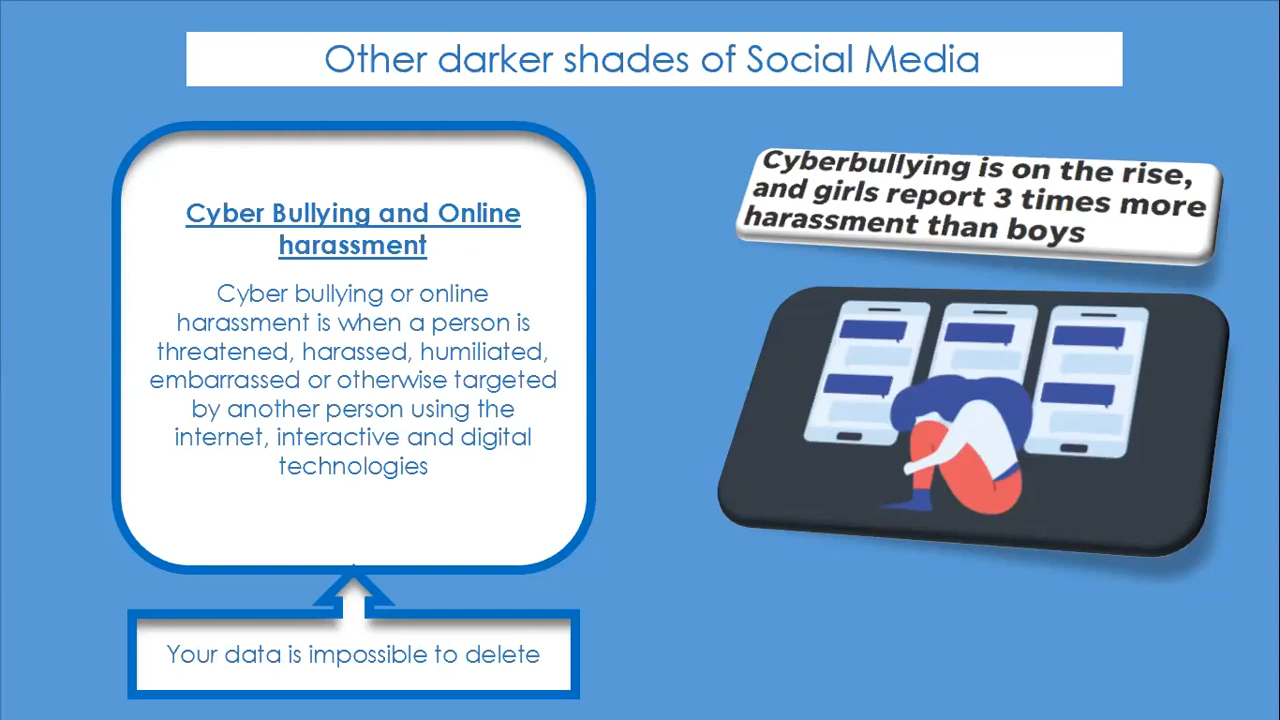 Other darker shades of Social Media
Cyber Bullying and Online
harassment
Cyber bullying or online
harassment is when a person is
threatened, harassed, humiliated,
embarrassed or otherwise targeted
by another person using the
internet, interactive and digital
technologies
Your data is impossible to delete
Cyberbullying is on the rise,
and girls report 3 times more
harassment than boys